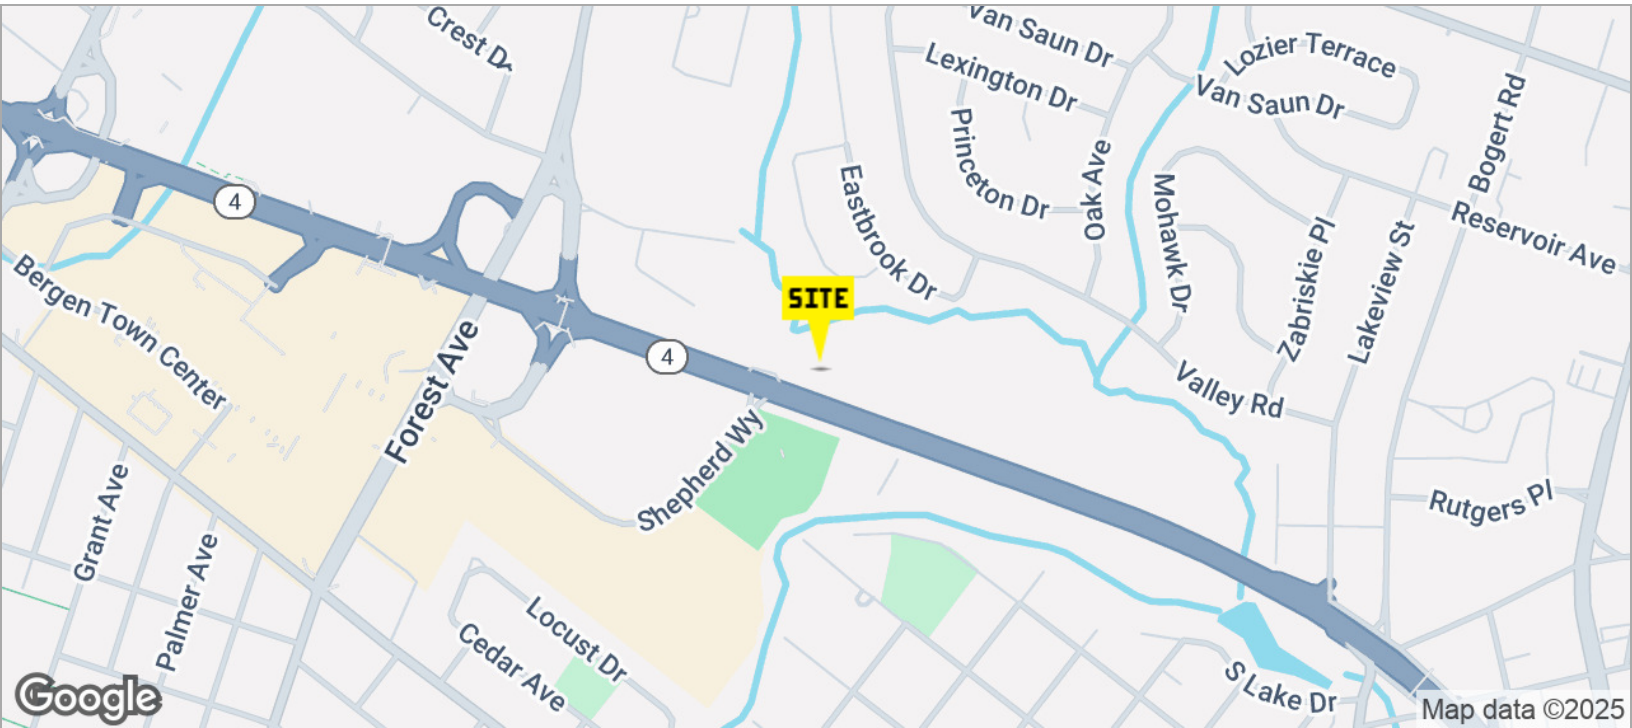 Crest Dr
Van Saun Dr
Lexington Dr
Lozier Terrace
Van Saun Dr
Bogert Rd
Princeton Dr
Oak Ave
Eastbrook Dr
Mohawk Dr
Zabriskie Pl
Lakeview St
Reservoir Ave
4
Bergen Town Center
SITE
4
Forest Ave
Valley Rd
Shepherd Wy
Rutgers Pl
Grant Ave
Palmer Ave
Locust Dr
Cedar Ave
S Lake Dr
Google
Map data ©2025